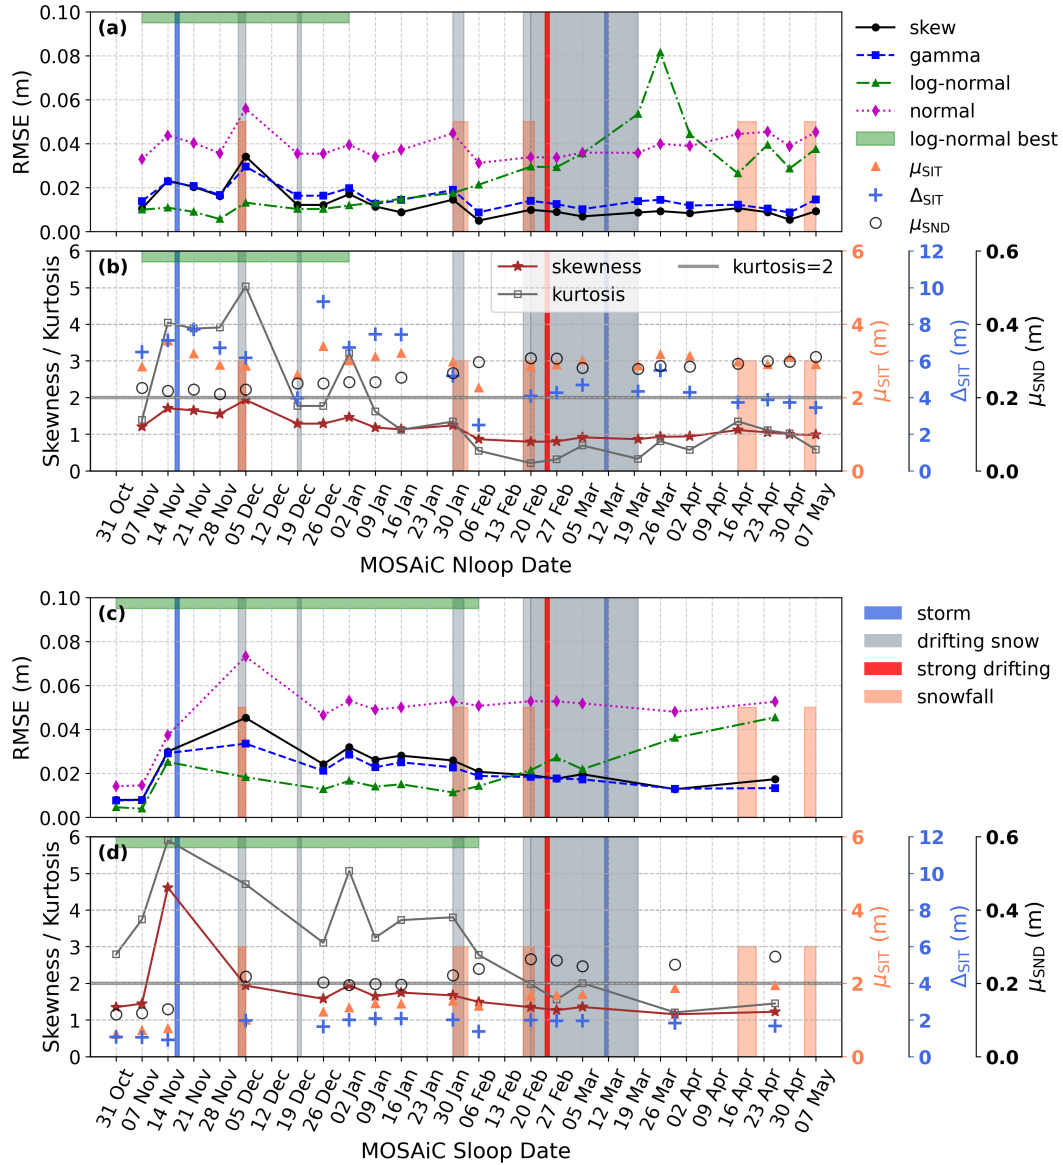 (a)
RMSE (m)
0.10
0.08
0.06
0.04
0.02
0.00
skew
gamma
log-normal
normal
log-normal best
μSIT
ΔSIT
μSND
(b)
Skewness / Kurtosis
6
5
4
3
2
1
0
skewness
kurtosis
kurtosis=2
6
4
2
0
μSIT (m)
12
10
8
6
4
2
0
ΔSIT (m)
0.6
0.4
0.2
0.0
μSND (m)
31 Oct
07 Nov
14 Nov
21 Nov
28 Nov
05 Dec
12 Dec
19 Dec
26 Dec
02 Jan
09 Jan
16 Jan
23 Jan
30 Jan
06 Feb
13 Feb
20 Feb
27 Feb
05 Mar
12 Mar
19 Mar
26 Mar
02 Apr
09 Apr
16 Apr
23 Apr
30 Apr
07 May
MOSAiC Nloop Date
(c)
RMSE (m)
0.10
0.08
0.06
0.04
0.02
0.00
storm
drifting snow
strong drifting
snowfall
(d)
Skewness / Kurtosis
6
5
4
3
2
1
0
6
4
2
0
μSIT (m)
12
10
8
6
4
2
0
ΔSIT (m)
0.6
0.4
0.2
0.0
μSND (m)
31 Oct
07 Nov
14 Nov
21 Nov
28 Nov
05 Dec
12 Dec
19 Dec
26 Dec
02 Jan
09 Jan
16 Jan
23 Jan
30 Jan
06 Feb
13 Feb
20 Feb
27 Feb
05 Mar
12 Mar
19 Mar
26 Mar
02 Apr
09 Apr
16 Apr
23 Apr
30 Apr
07 May
MOSAiC Sloop Date